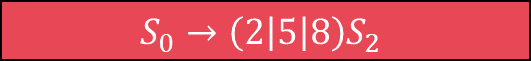 S₀ → (2|5|8)S₂